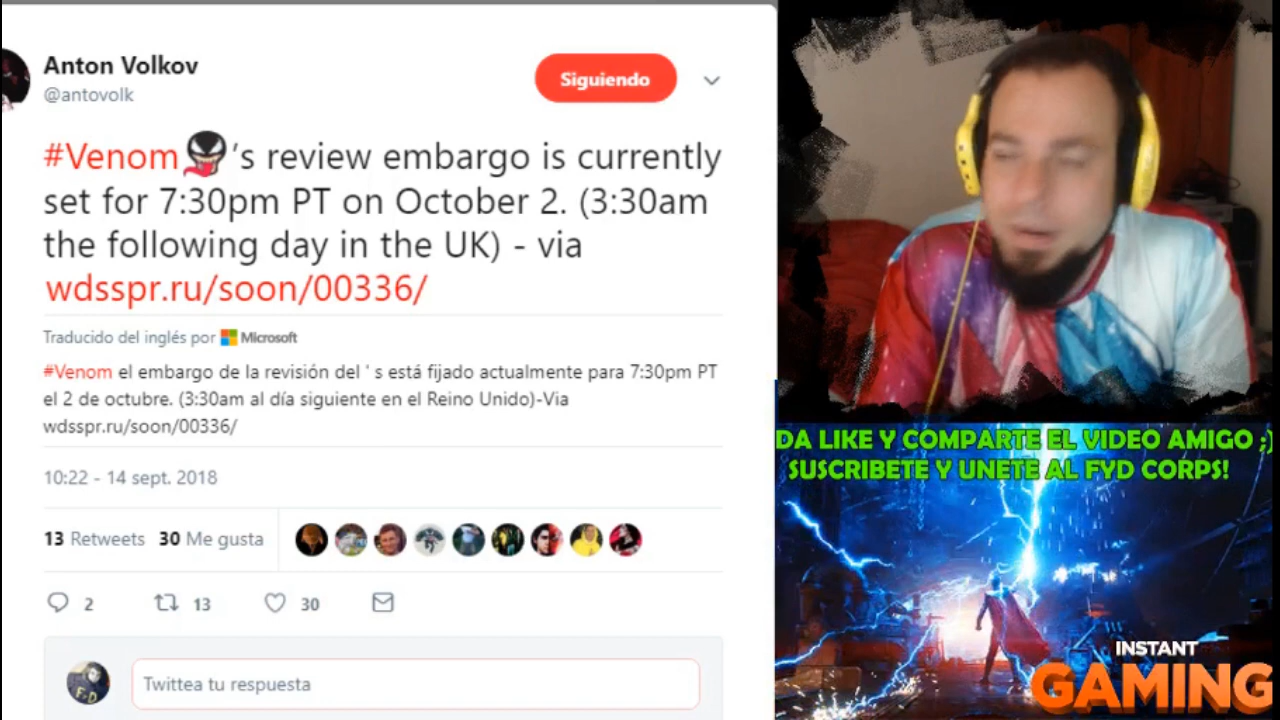 Anton Volkov
@antovolk
Siguiendo
#Venom's review embargo is currently
set for 7:30pm PT on October 2. (3:30am
the following day in the UK) - via
wdsspr.ru/soon/00336/
Traducido del inglés por Microsoft
#Venom el embargo de la revisión del ' s está fijado actualmente para 7:30pm PT
el 2 de octubre. (3:30am al día siguiente en el Reino Unido)-Via
wdsspr.ru/soon/00336/
10:22 - 14 sept. 2018
13 Retweets 30 Me gusta
2 13 30
F·D
Twittea tu respuesta
DA LIKE Y COMPARTE EL VIDEO AMIGO ;)
SUSCRIBETE Y UNETE AL FYD CORPS!
INSTANT
GAMING